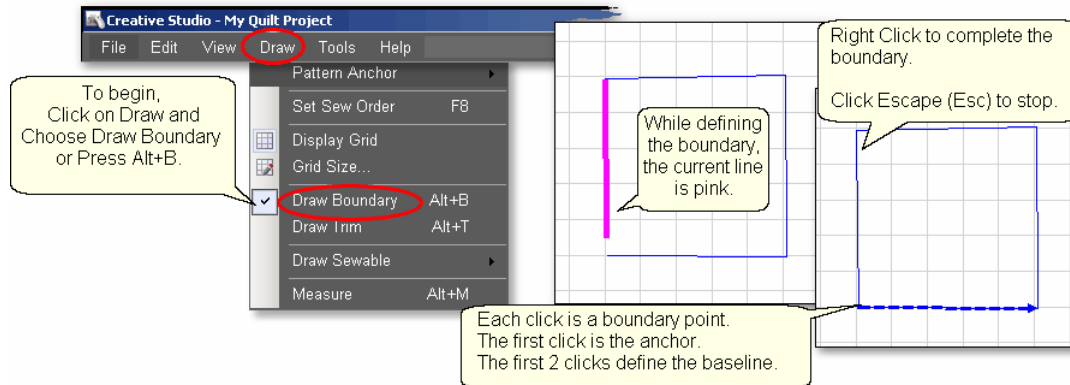 Creative Studio - My Quilt Project
File Edit View Draw Tools Help
Pattern Anchor
Set Sew Order F8
Display Grid
Grid Size...
Draw Boundary Alt+B
Draw Trim Alt+T
Draw Sewable
Measure Alt+M
To begin,
Click on Draw and
Choose Draw Boundary
or Press Alt+B.
While defining
the boundary,
the current line
is pink.
Right Click to complete the
boundary.
Click Escape (Esc) to stop.
Each click is a boundary point.
The first click is the anchor.
The first 2 clicks define the baseline.